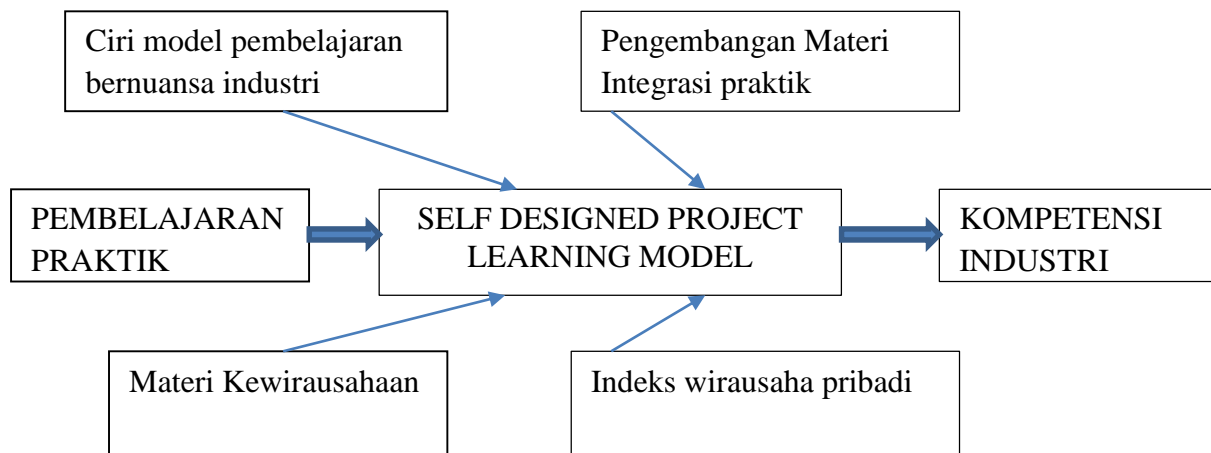 Ciri model pembelajaran
bernuansa industri
Pengembangan Materi
Integrasi praktik
PEMBELAJARAN
PRAKTIK
SELF DESIGNED PROJECT
LEARNING MODEL
KOMPETENSI
INDUSTRI
Materi Kewirausahaan
Indeks wirausaha pribadi